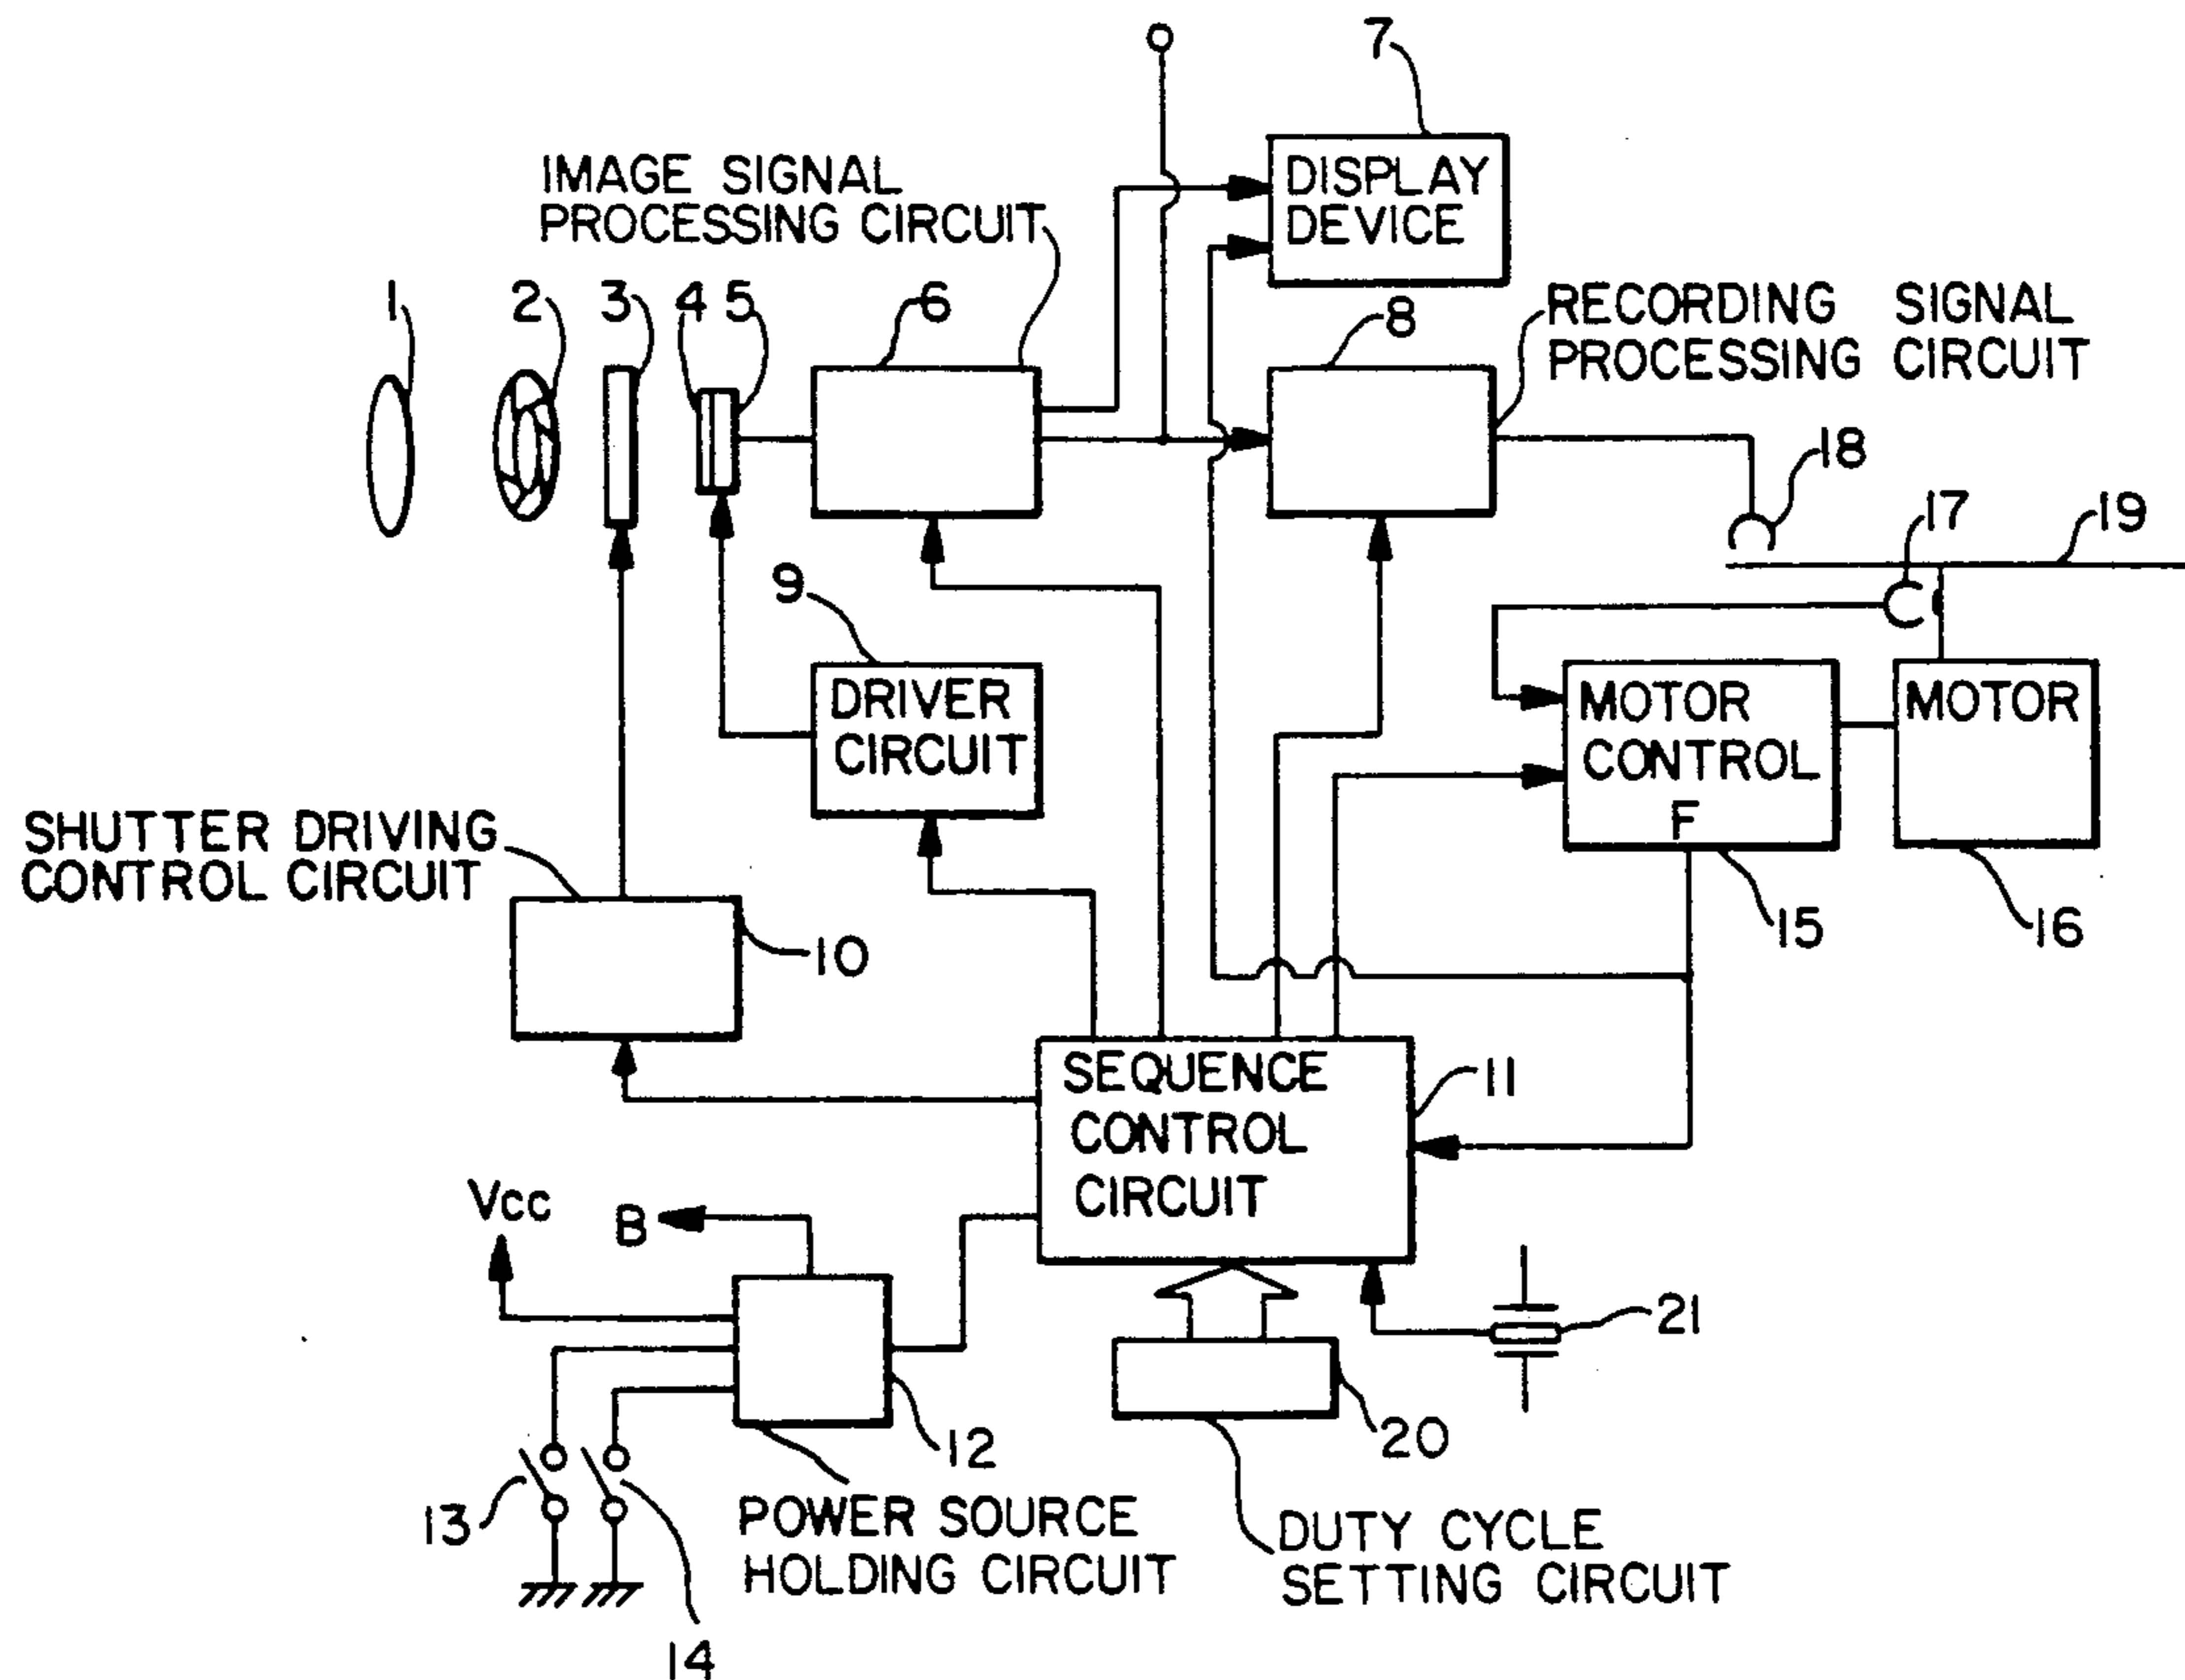 7
IMAGE SIGNAL
PROCESSING CIRCUIT
DISPLAY
DEVICE
1
2
3
4
5
6
8
RECORDING SIGNAL
PROCESSING CIRCUIT
18
17
19
9
DRIVER
CIRCUIT
MOTOR
CONTROL
F
MOTOR
SHUTTER DRIVING
CONTROL CIRCUIT
10
15
16
SEQUENCE
CONTROL
CIRCUIT
11
Vcc
B
21
12
20
13
POWER SOURCE
HOLDING CIRCUIT
DUTY CYCLE
SETTING CIRCUIT
14